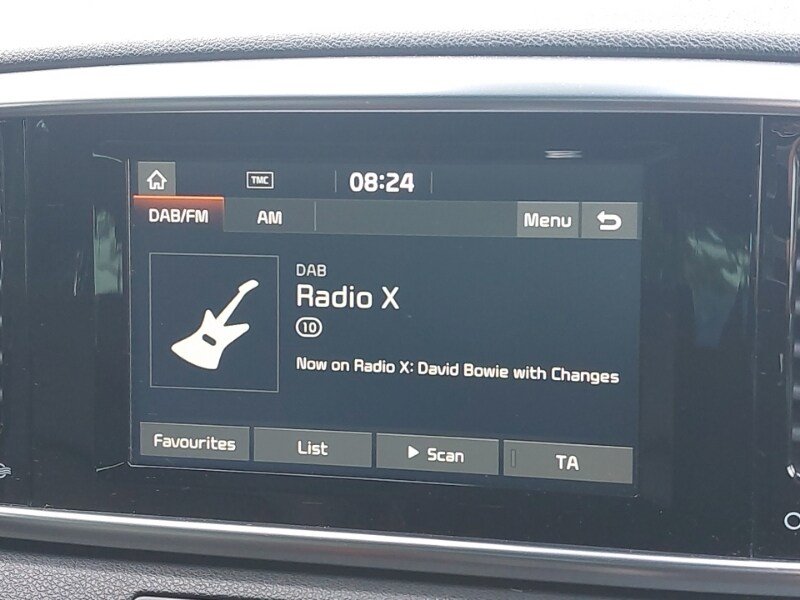 TMC
08:24
DAB/FM
AM
Menu
DAB
Radio X
10
Now on Radio X: David Bowie with Changes
Favourites
List
Scan
TA